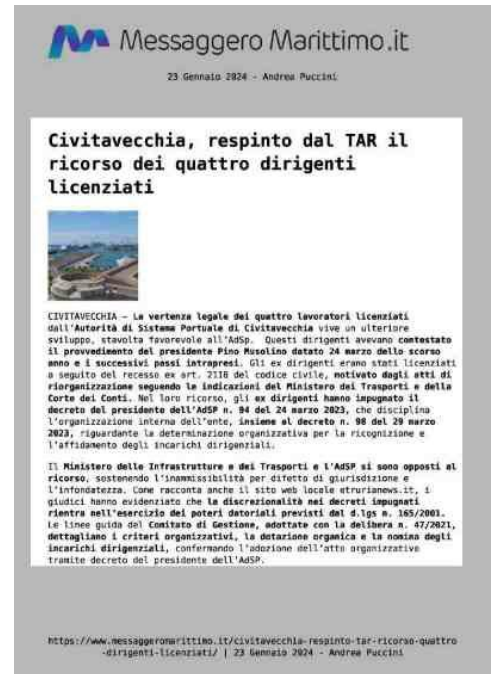 Messaggero Marittimo.it
23 Gennaio 2024 - Andrea Puccini
Civitavecchia, respinto dal TAR il
ricorso dei quattro dirigenti
licenziati
CIVITAVECCHIA – La vertenza legale dei quattro lavoratori licenziati
dall'Autorità di Sistema Portuale di Civitavecchia vive un ulteriore
sviluppo, stavolta favorevole all'AdSp. Questi dirigenti avevano contestato
il provvedimento del presidente Pino Musolino datato 24 marzo dello scorso
anno e i successivi passi intrapresi. Gli ex dirigenti erano stati licenziati
a seguito del recesso ex art. 2118 del codice civile, motivato dagli atti di
riorganizzazione seguendo le indicazioni del Ministero dei Trasporti e della
Corte dei Conti. Nel loro ricorso, gli ex dirigenti hanno impugnato il
decreto del presidente dell'AdSP n. 94 del 24 marzo 2023, che disciplina
l'organizzazione interna dell'ente, insieme al decreto n. 98 del 29 marzo
2023, riguardante la determinazione organizzativa per la ricognizione e
l'affidamento degli incarichi dirigenziali.
Il Ministero delle Infrastrutture e dei Trasporti e l'AdSP si sono opposti al
ricorso, sostenendo l'inammissibilità per difetto di giurisdizione e
l'infondatezza. Come racconta anche il sito web locale etrurianews.it, i
giudici hanno evidenziato che la discrezionalità nei decreti impugnati
rientra nell'esercizio dei poteri datoriali previsti dal d.lgs n. 165/2001.
Le linee guida del Comitato di Gestione, adottate con la delibera n. 47/2021,
dettagliano i criteri organizzativi, la dotazione organica e la nomina degli
incarichi dirigenziali, confermando l'adozione dell'atto organizzativo
tramite decreto del presidente dell'AdSP.
https://www.messaggeromarittimo.it/civitavecchia-respinto-tar-ricorso-quattro
-dirigenti-licenziati/ | 23 Gennaio 2024 - Andrea Puccini